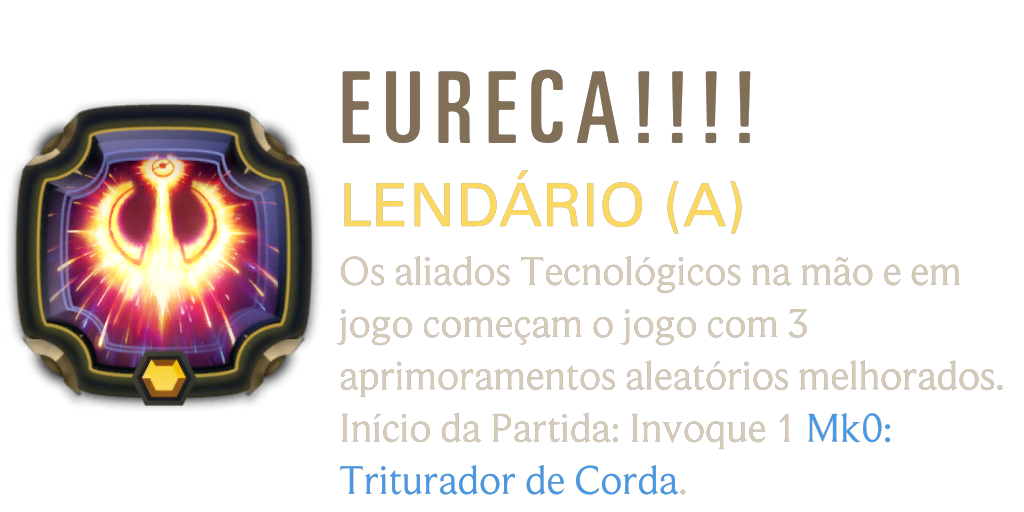 EURECA!!!!
LENDÁRIO (A)
Os aliados Tecnológicos na mão e em
jogo começam o jogo com 3
aprimoramentos aleatórios melhorados.
Início da Partida: Invoque 1 Mk0:
Triturador de Corda.